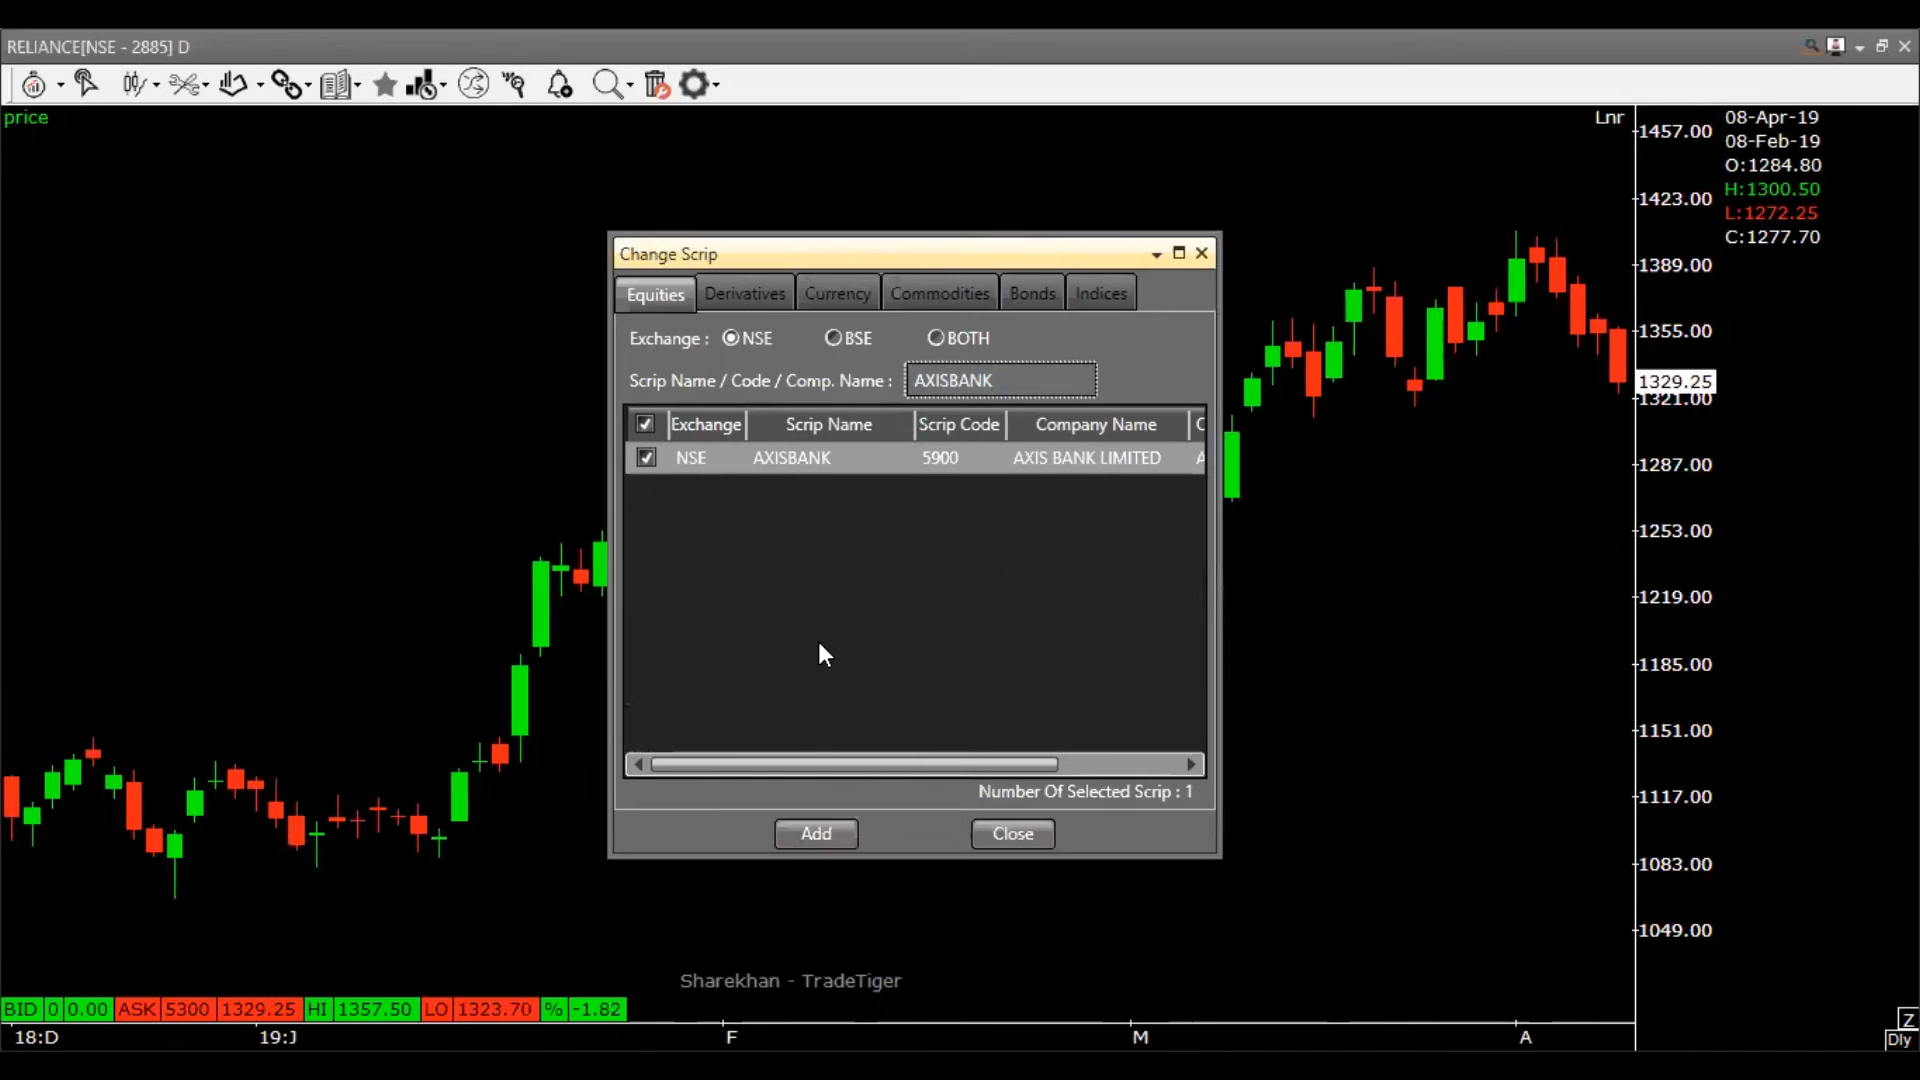 RELIANCE[NSE - 2885] D
price
Lnr
08-Apr-19
08-Feb-19
O:1284.80
H:1300.50
L:1272.25
C:1277.70
1457.00
1423.00
1389.00
1355.00
1329.25
1321.00
1287.00
1253.00
1219.00
1185.00
1151.00
1117.00
1083.00
1049.00
Change Scrip
Equities Derivatives Currency Commodities Bonds Indices
Exchange : NSE BSE BOTH
Scrip Name / Code / Comp. Name : AXISBANK
Exchange Scrip Name Scrip Code Company Name
NSE AXISBANK 5900 AXIS BANK LIMITED
Number Of Selected Scrip : 1
Add Close
Sharekhan - TradeTiger
BID 0 0.00 ASK 5300 1329.25 HI 1357.50 LO 1323.70 % -1.82
18:D 19:J F M A
Z
Dly